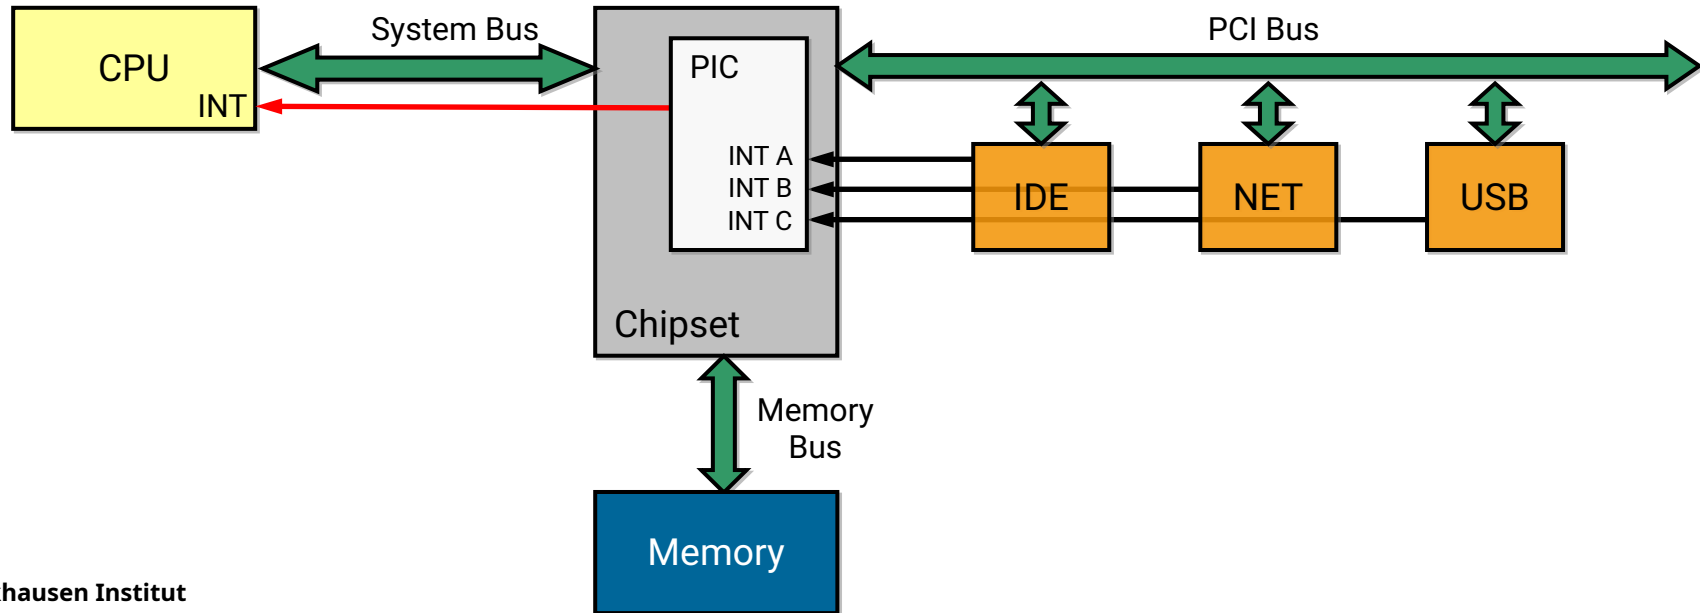 System Bus
PCI Bus
CPU
PIC
INT
INT A
INT B
INT C
IDE
NET
USB
Chipset
Memory
Bus
Memory
hausen Institut